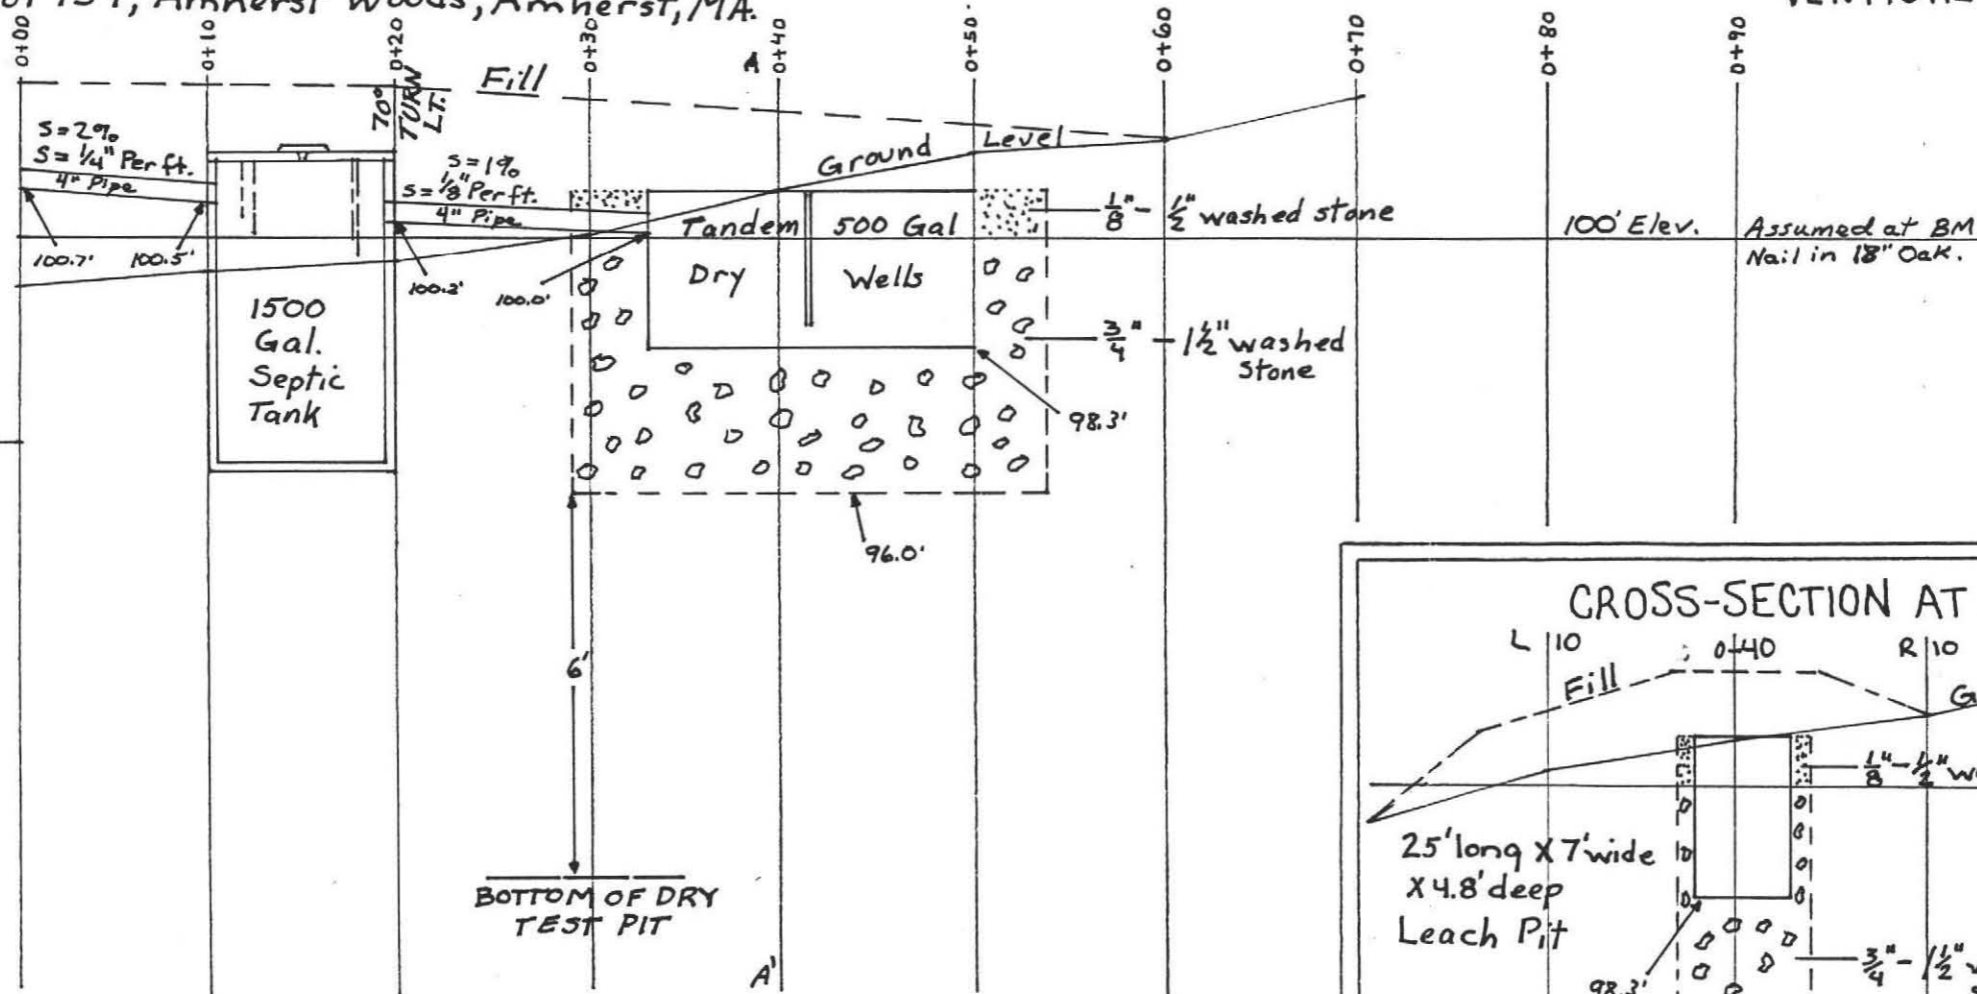 Amherst Woods, Amherst, MA.
0+00
0+10
0+20
0+30
0+40
0+50
0+60
0+70
0+80
0+90
A
70°
TURN
LT.
Fill
S=2%
S=1/4" Per ft.
4" Pipe
100.7'
100.5'
S=1%
S=1/8" Per ft.
4" Pipe
100.2'
100.0'
Ground Level
Tandem 500 Gal
Dry Wells
1/8" - 1/2" washed stone
3/4" - 1 1/2" washed
stone
100' Elev. Assumed at BM
Nail in 18" Oak.
1500
Gal.
Septic
Tank
98.3'
96.0'
6'
BOTTOM OF DRY
TEST PIT
A'
CROSS-SECTION AT
L 10
0+40
R 10
Fill
1/8" - 1/2"
25' long X 7' wide
X 4.8' deep
Leach Pit
3/4" - 1 1/2"
98.3'